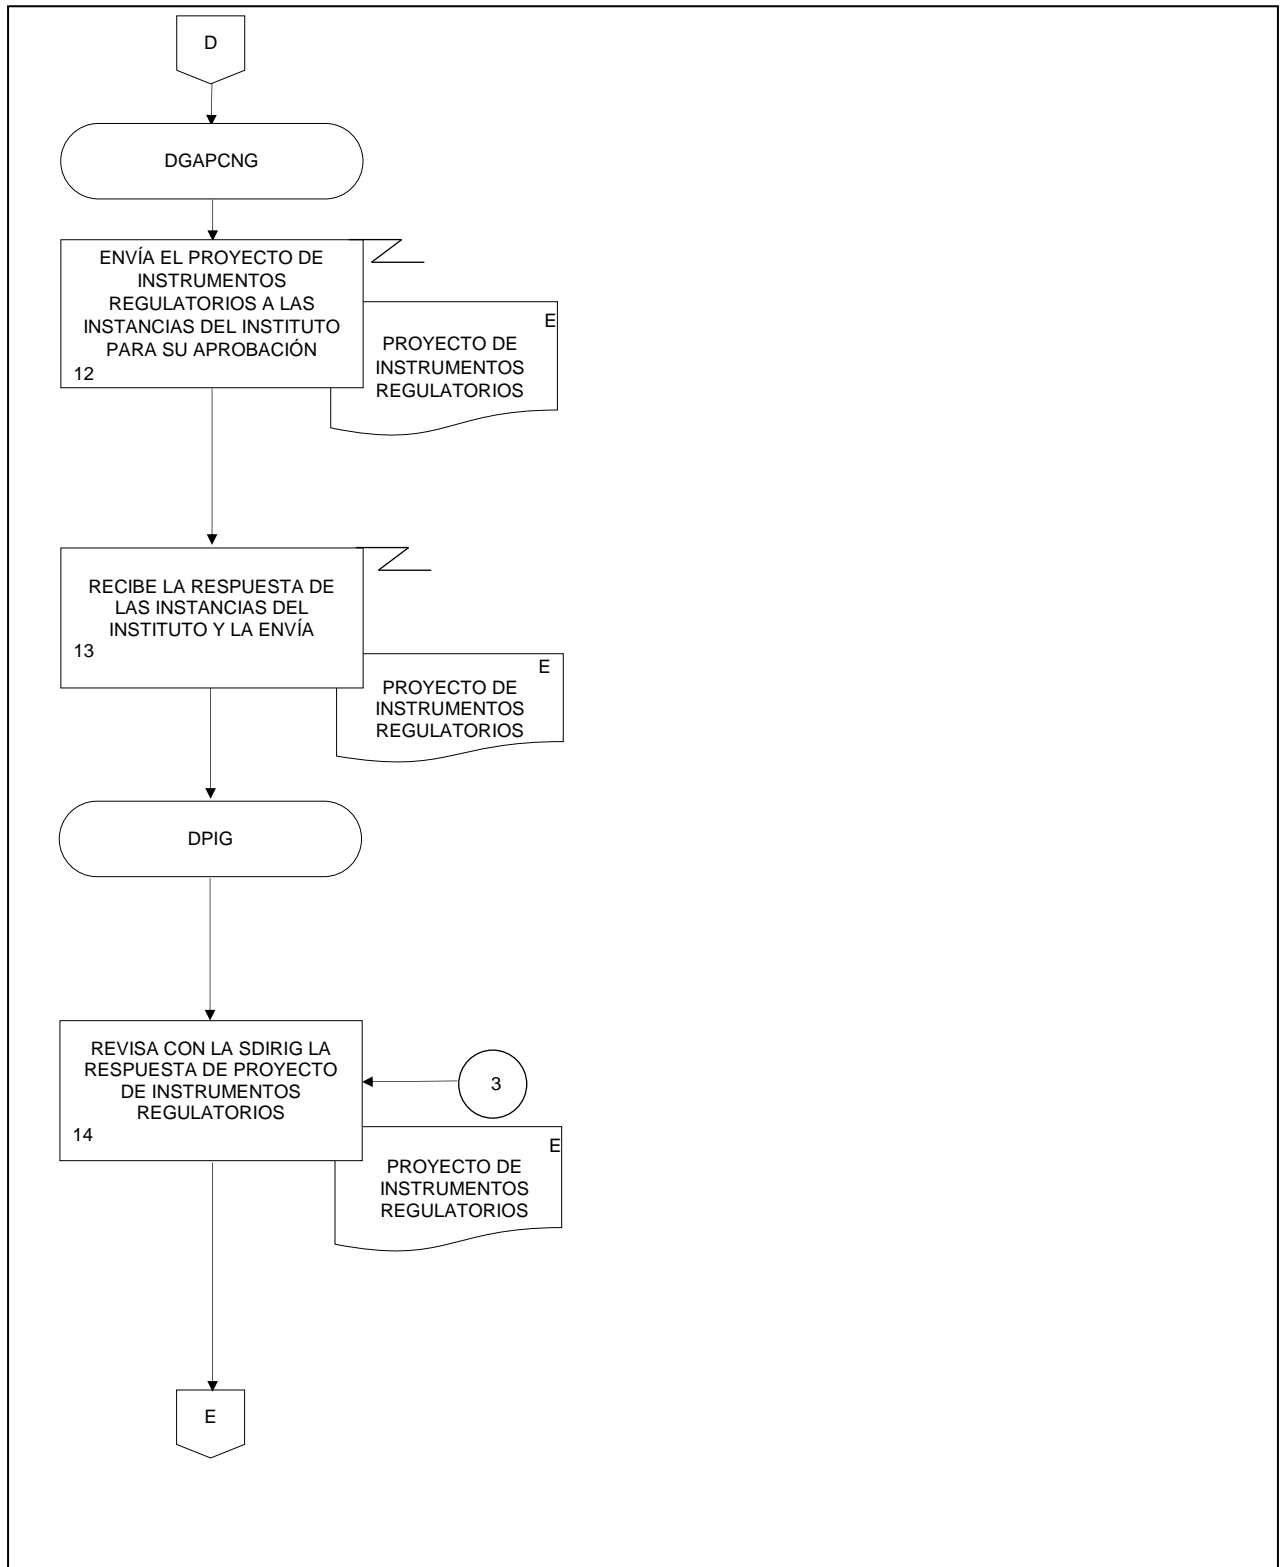 D
DGAPCNG
ENVÍA EL PROYECTO DE
INSTRUMENTOS
REGULATORIOS A LAS
INSTANCIAS DEL INSTITUTO
PARA SU APROBACIÓN
12
E
PROYECTO DE
INSTRUMENTOS
REGULATORIOS
RECIBE LA RESPUESTA DE
LAS INSTANCIAS DEL
INSTITUTO Y LA ENVÍA
13
E
PROYECTO DE
INSTRUMENTOS
REGULATORIOS
DPIG
REVISA CON LA SDIRIG LA
RESPUESTA DE PROYECTO
DE INSTRUMENTOS
REGULATORIOS
14
3
E
PROYECTO DE
INSTRUMENTOS
REGULATORIOS
E